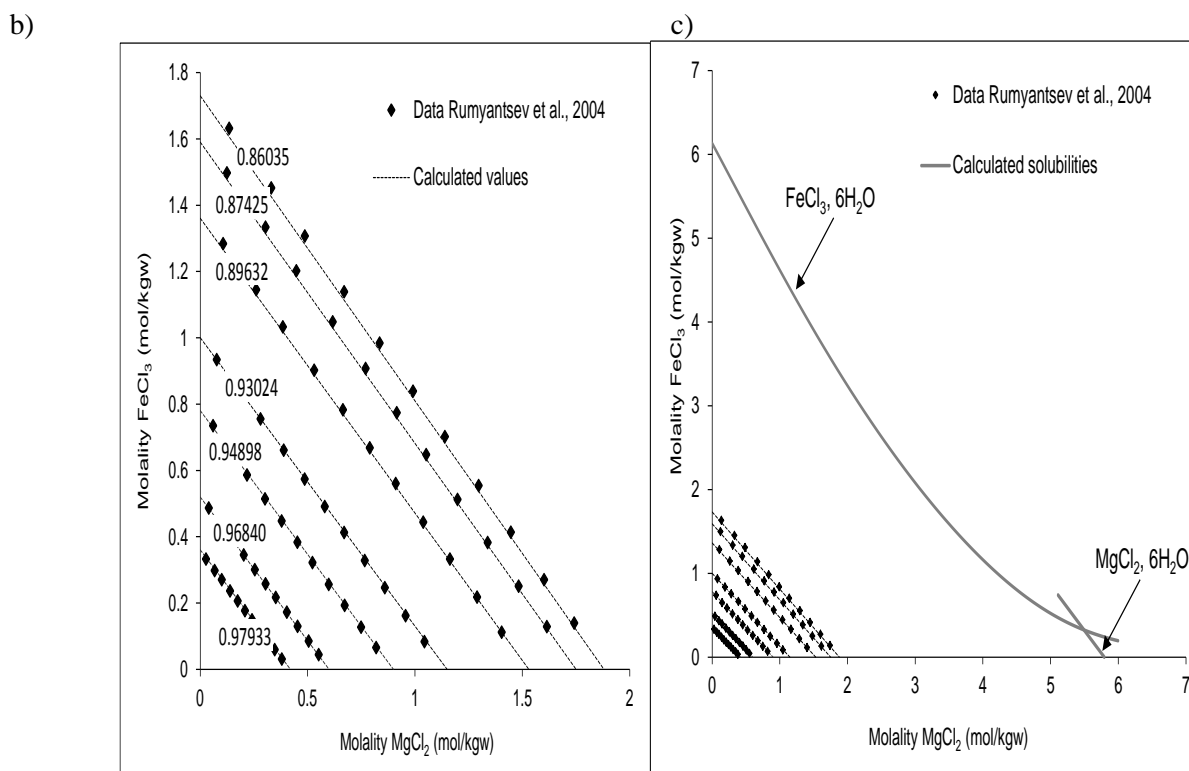 b)
1.8
1.6
1.4
1.2
1
0.8
0.6
0.4
0.2
0
Molality FeCl₃ (mol/kgw)
Data Rumyantsev et al., 2004
Calculated values
0.86035
0.87425
0.89632
0.93024
0.94898
0.96840
0.97933
0 0.5 1 1.5 2
Molality MgCl₂ (mol/kgw)
c)
7
6
5
4
3
2
1
0
Molality FeCl₃ (mol/kgw)
Data Rumyantsev et al., 2004
Calculated solubilities
FeCl₃, 6H₂O
MgCl₂, 6H₂O
0 1 2 3 4 5 6 7
Molality MgCl₂ (mol/kgw)